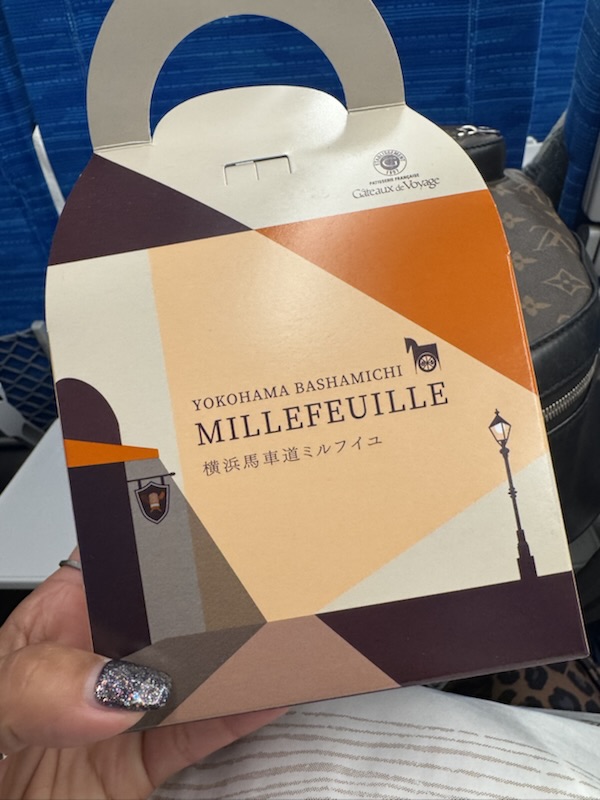 PATISSERIE FRANÇAISE
Gâteaux de Voyage
YOKOHAMA BASHAMICHI
MILLEFEUILLE
横浜馬車道ミルフイユ